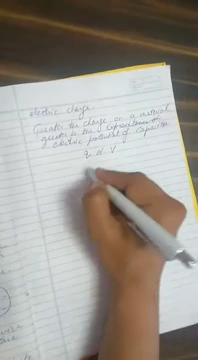 electric charge
Greater the charge on a material
greater is the
electric potential of capacitor
q α V